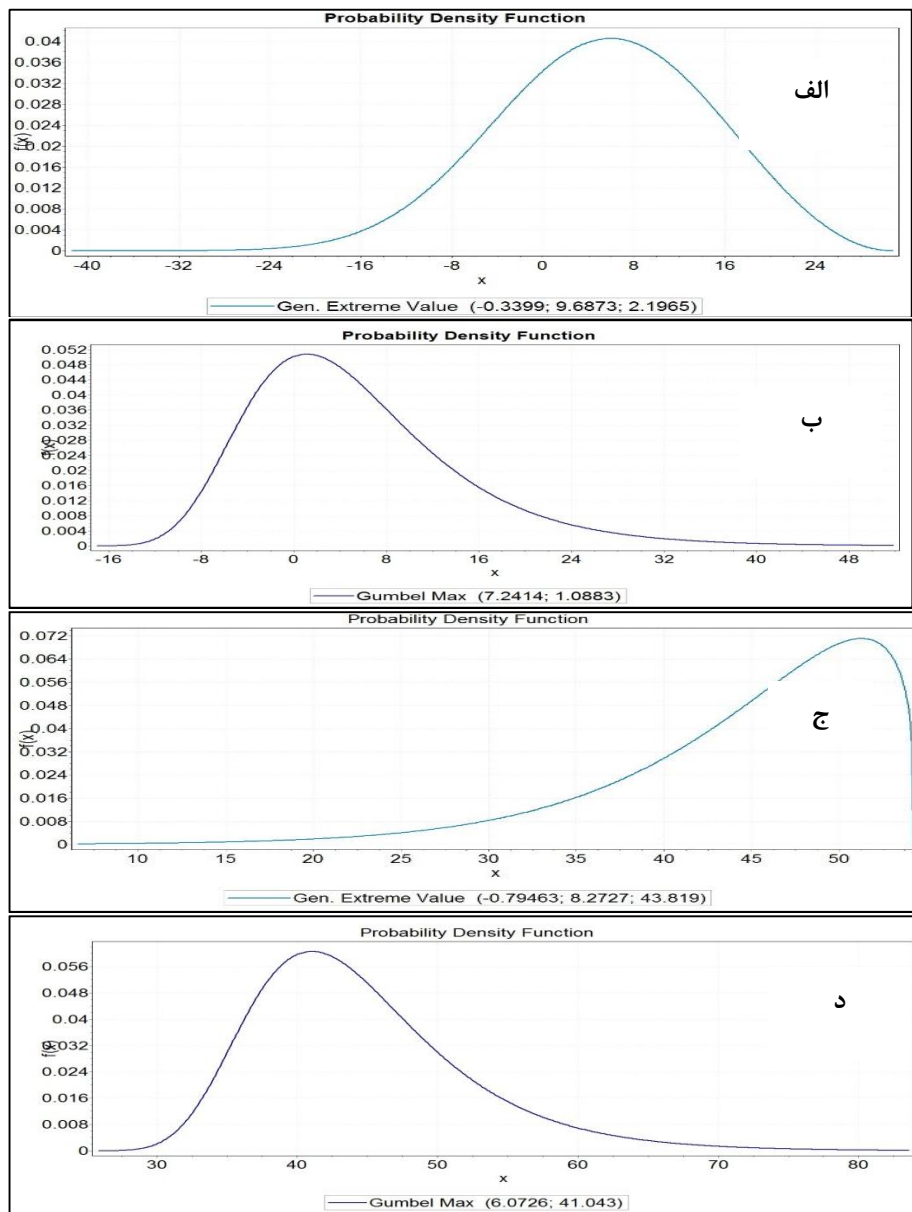 Probability Density Function
0.04
0.036
0.032
0.028
0.024
0.02
0.016
0.012
0.008
0.004
0
f(x)
الف
-40 -32 -24 -16 -8 0 8 16 24
x
Gen. Extreme Value (-0.3399; 9.6873; 2.1965)
Probability Density Function
0.052
0.048
0.044
0.04
0.036
0.032
0.028
0.024
0.02
0.016
0.012
0.008
0.004
0
f(x)
ب
-16 -8 0 8 16 24 32 40 48
x
Gumbel Max (7.2414; 1.0883)
Probability Density Function
0.072
0.064
0.056
0.048
0.04
0.032
0.024
0.016
0.008
0
f(x)
ج
10 15 20 25 30 35 40 45 50
x
Gen. Extreme Value (-0.79463; 8.2727; 43.819)
Probability Density Function
0.056
0.048
0.04
0.032
0.024
0.016
0.008
0
f(x)
د
30 40 50 60 70 80
x
Gumbel Max (6.0726; 41.043)